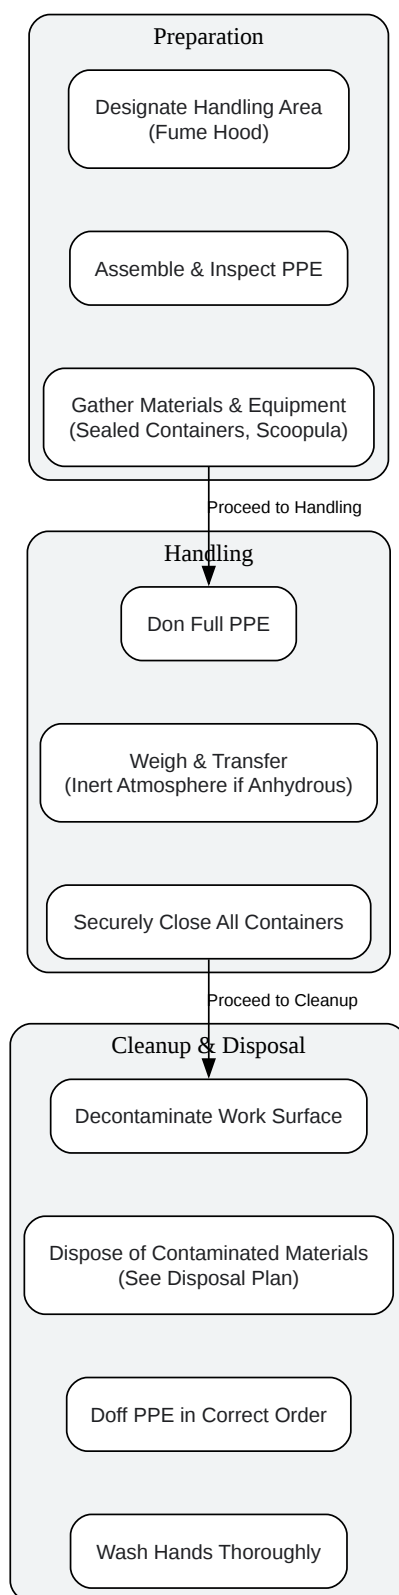 Preparation
Designate Handling Area
(Fume Hood)
Assemble & Inspect PPE
Gather Materials & Equipment
(Sealed Containers, Scoopula)
Proceed to Handling
Handling
Don Full PPE
Weigh & Transfer
(Inert Atmosphere if Anhydrous)
Securely Close All Containers
Proceed to Cleanup
Cleanup & Disposal
Decontaminate Work Surface
Dispose of Contaminated Materials
(See Disposal Plan)
Doff PPE in Correct Order
Wash Hands Thoroughly